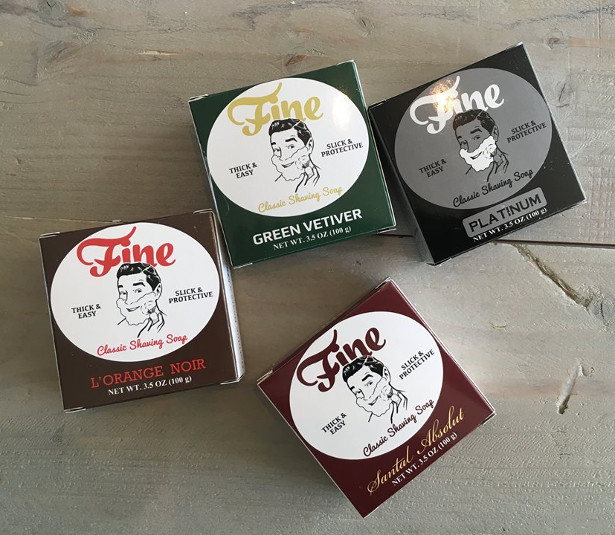 Fine
THICK & EASY
SLICK & PROTECTIVE
Classic Shaving Soap
GREEN VETIVER
NET WT. 3.5 OZ (100 g)
Fine
THICK & EASY
SLICK & PROTECTIVE
Classic Shaving Soap
PLATINUM
NET WT. 3.5 OZ (100 g)
Fine
THICK & EASY
SLICK & PROTECTIVE
Classic Shaving Soap
L'ORANGE NOIR
NET WT. 3.5 OZ (100 g)
Fine
THICK & EASY
SLICK & PROTECTIVE
Classic Shaving Soap
Santal Absolut
NET WT. 3.5 OZ (100 g)